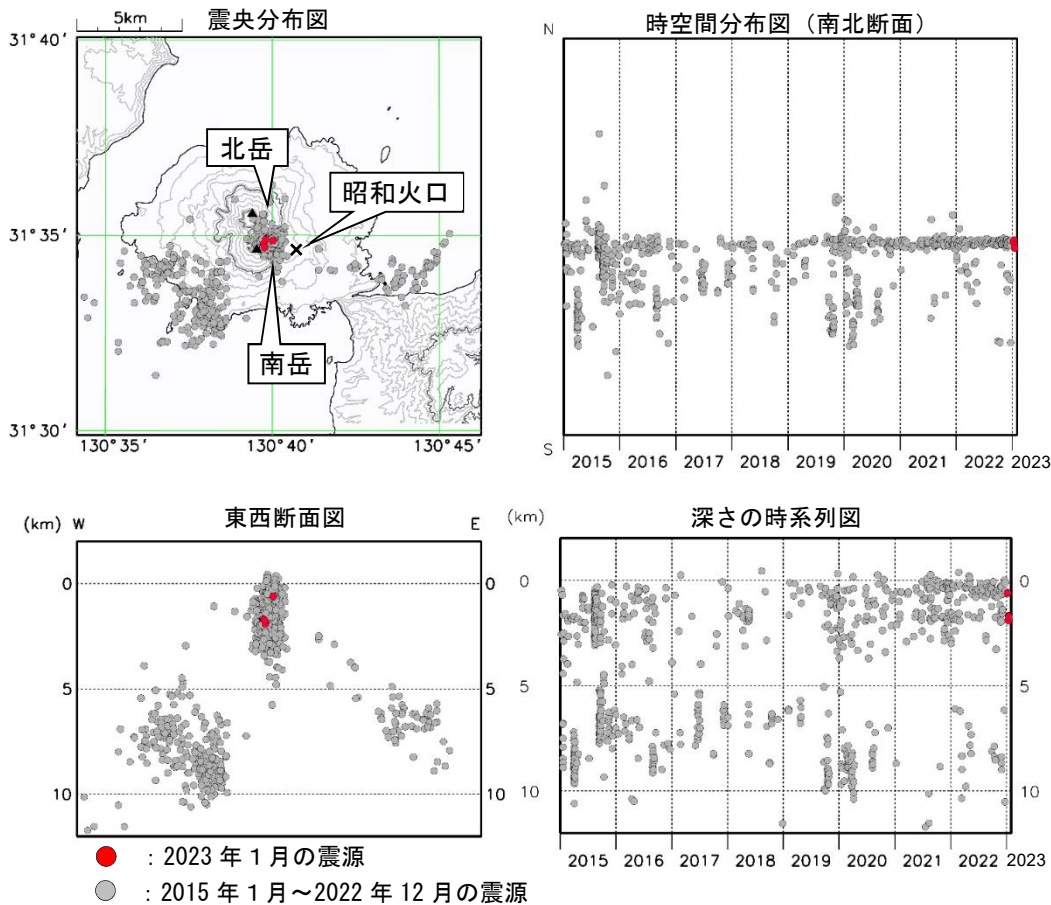 5km
震央分布図
31°40′
31°35′
31°30′
130°35′
130°40′
130°45′
北岳
昭和火口
南岳
時空間分布図（南北断面）
N
S
2015 2016 2017 2018 2019 2020 2021 2022 2023
(km) W
東西断面図
E
0
5
10
0
5
10
(km)
深さの時系列図
0
5
10
2015 2016 2017 2018 2019 2020 2021 2022 2023
：2023 年 1 月の震源
：2015 年 1 月～2022 年 12 月の震源